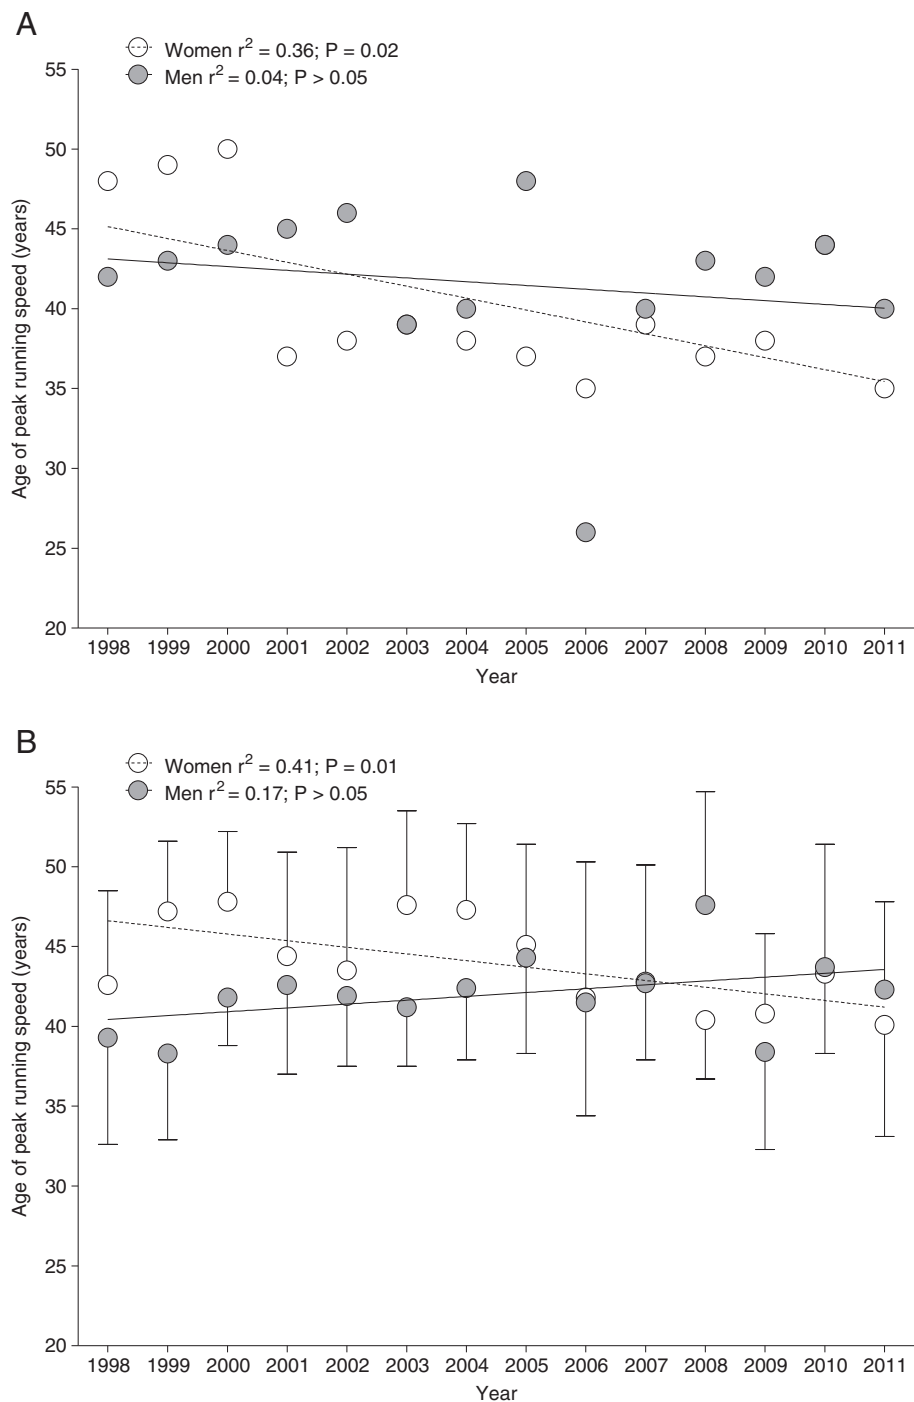 A
Women r² = 0.36; P = 0.02
Men r² = 0.04; P > 0.05
Age of peak running speed (years)
55
50
45
40
35
30
25
20
1998 1999 2000 2001 2002 2003 2004 2005 2006 2007 2008 2009 2010 2011
Year
B
Women r² = 0.41; P = 0.01
Men r² = 0.17; P > 0.05
Age of peak running speed (years)
55
50
45
40
35
30
25
20
1998 1999 2000 2001 2002 2003 2004 2005 2006 2007 2008 2009 2010 2011
Year